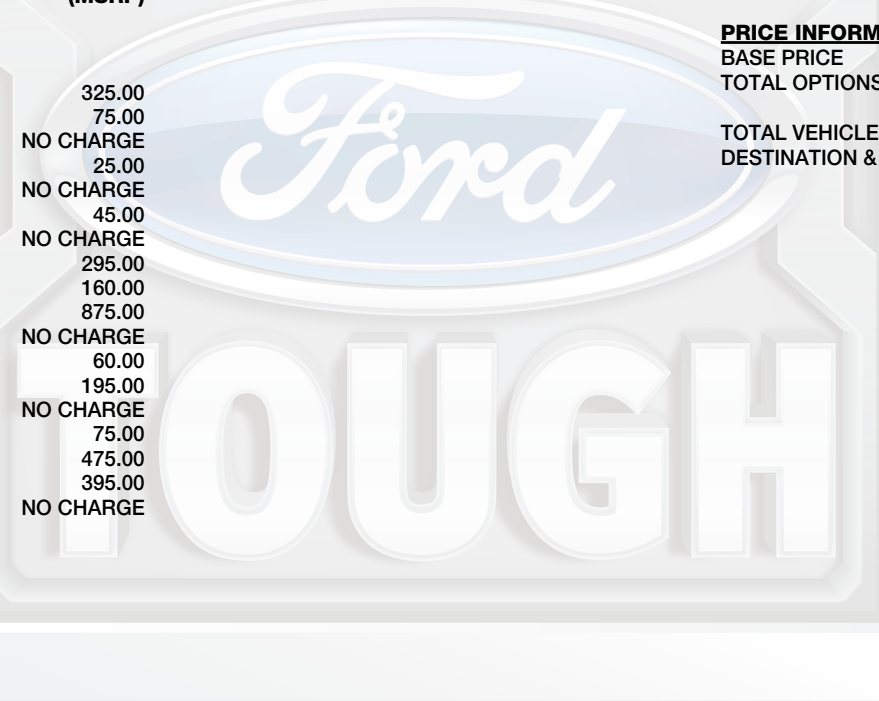 (MSRP)
325.00
75.00
NO CHARGE
25.00
NO CHARGE
45.00
NO CHARGE
295.00
160.00
875.00
NO CHARGE
60.00
195.00
NO CHARGE
75.00
475.00
395.00
NO CHARGE
PRICE INFORM
BASE PRICE
TOTAL OPTIONS
TOTAL VEHICLE
DESTINATION &
Ford
TOUGH